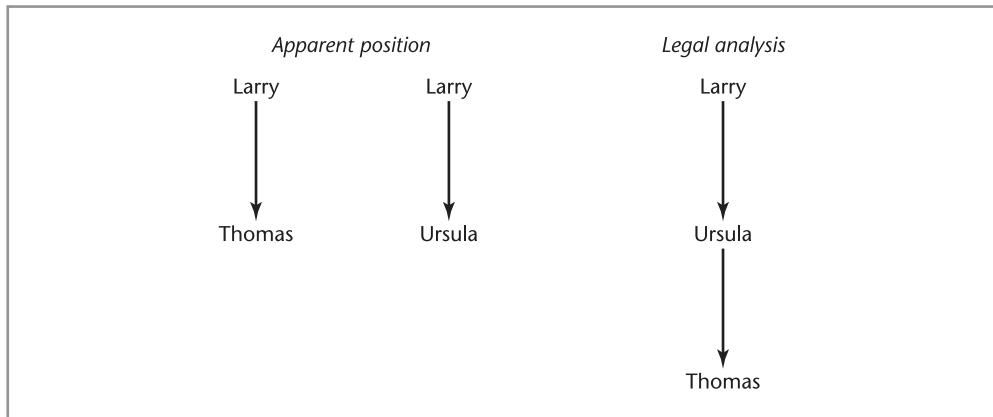 Apparent position
Legal analysis
Larry
Larry
Larry
Thomas
Ursula
Ursula
Thomas